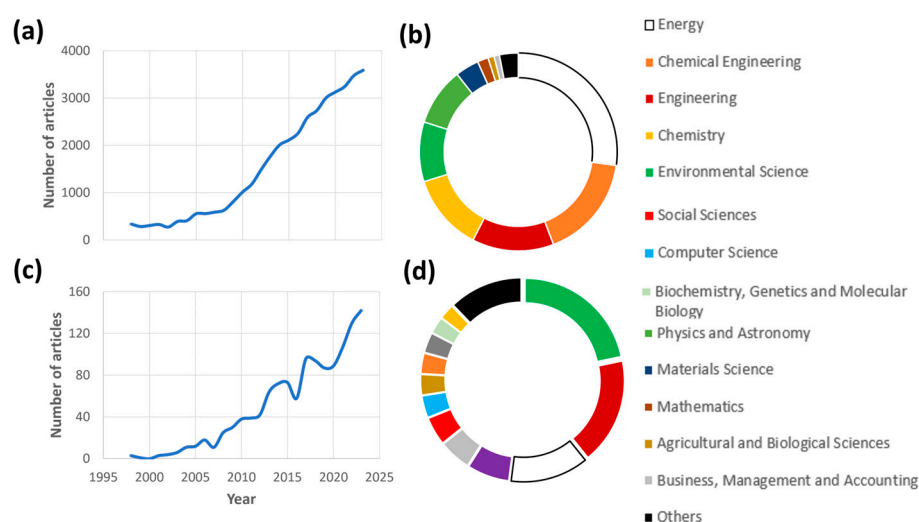 (a)
4000
3000
2000
1000
0
Number of articles
1995 2000 2005 2010 2015 2020 2025
(b)
Energy
Chemical Engineering
Engineering
Chemistry
Environmental Science
Social Sciences
Computer Science
Biochemistry, Genetics and Molecular
Biology
Physics and Astronomy
Materials Science
Mathematics
Agricultural and Biological Sciences
Business, Management and Accounting
Others
(c)
160
120
80
40
0
Number of articles
1995 2000 2005 2010 2015 2020 2025
Year
(d)